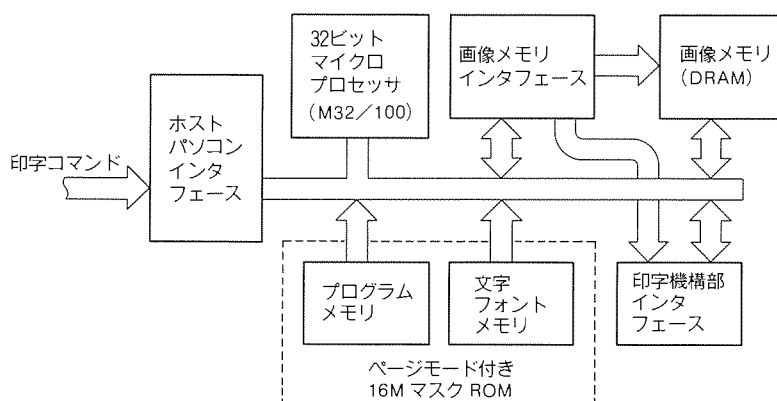 32ビット
マイクロ
プロセッサ
(M32/100)
画像メモリ
インタフェース
画像メモリ
(DRAM)
ホスト
パソコン
インタ
フェース
印字コマンド
プログラム
メモリ
文字
フォント
メモリ
印字機構部
インタ
フェース
ページモード付き
16M マスク ROM